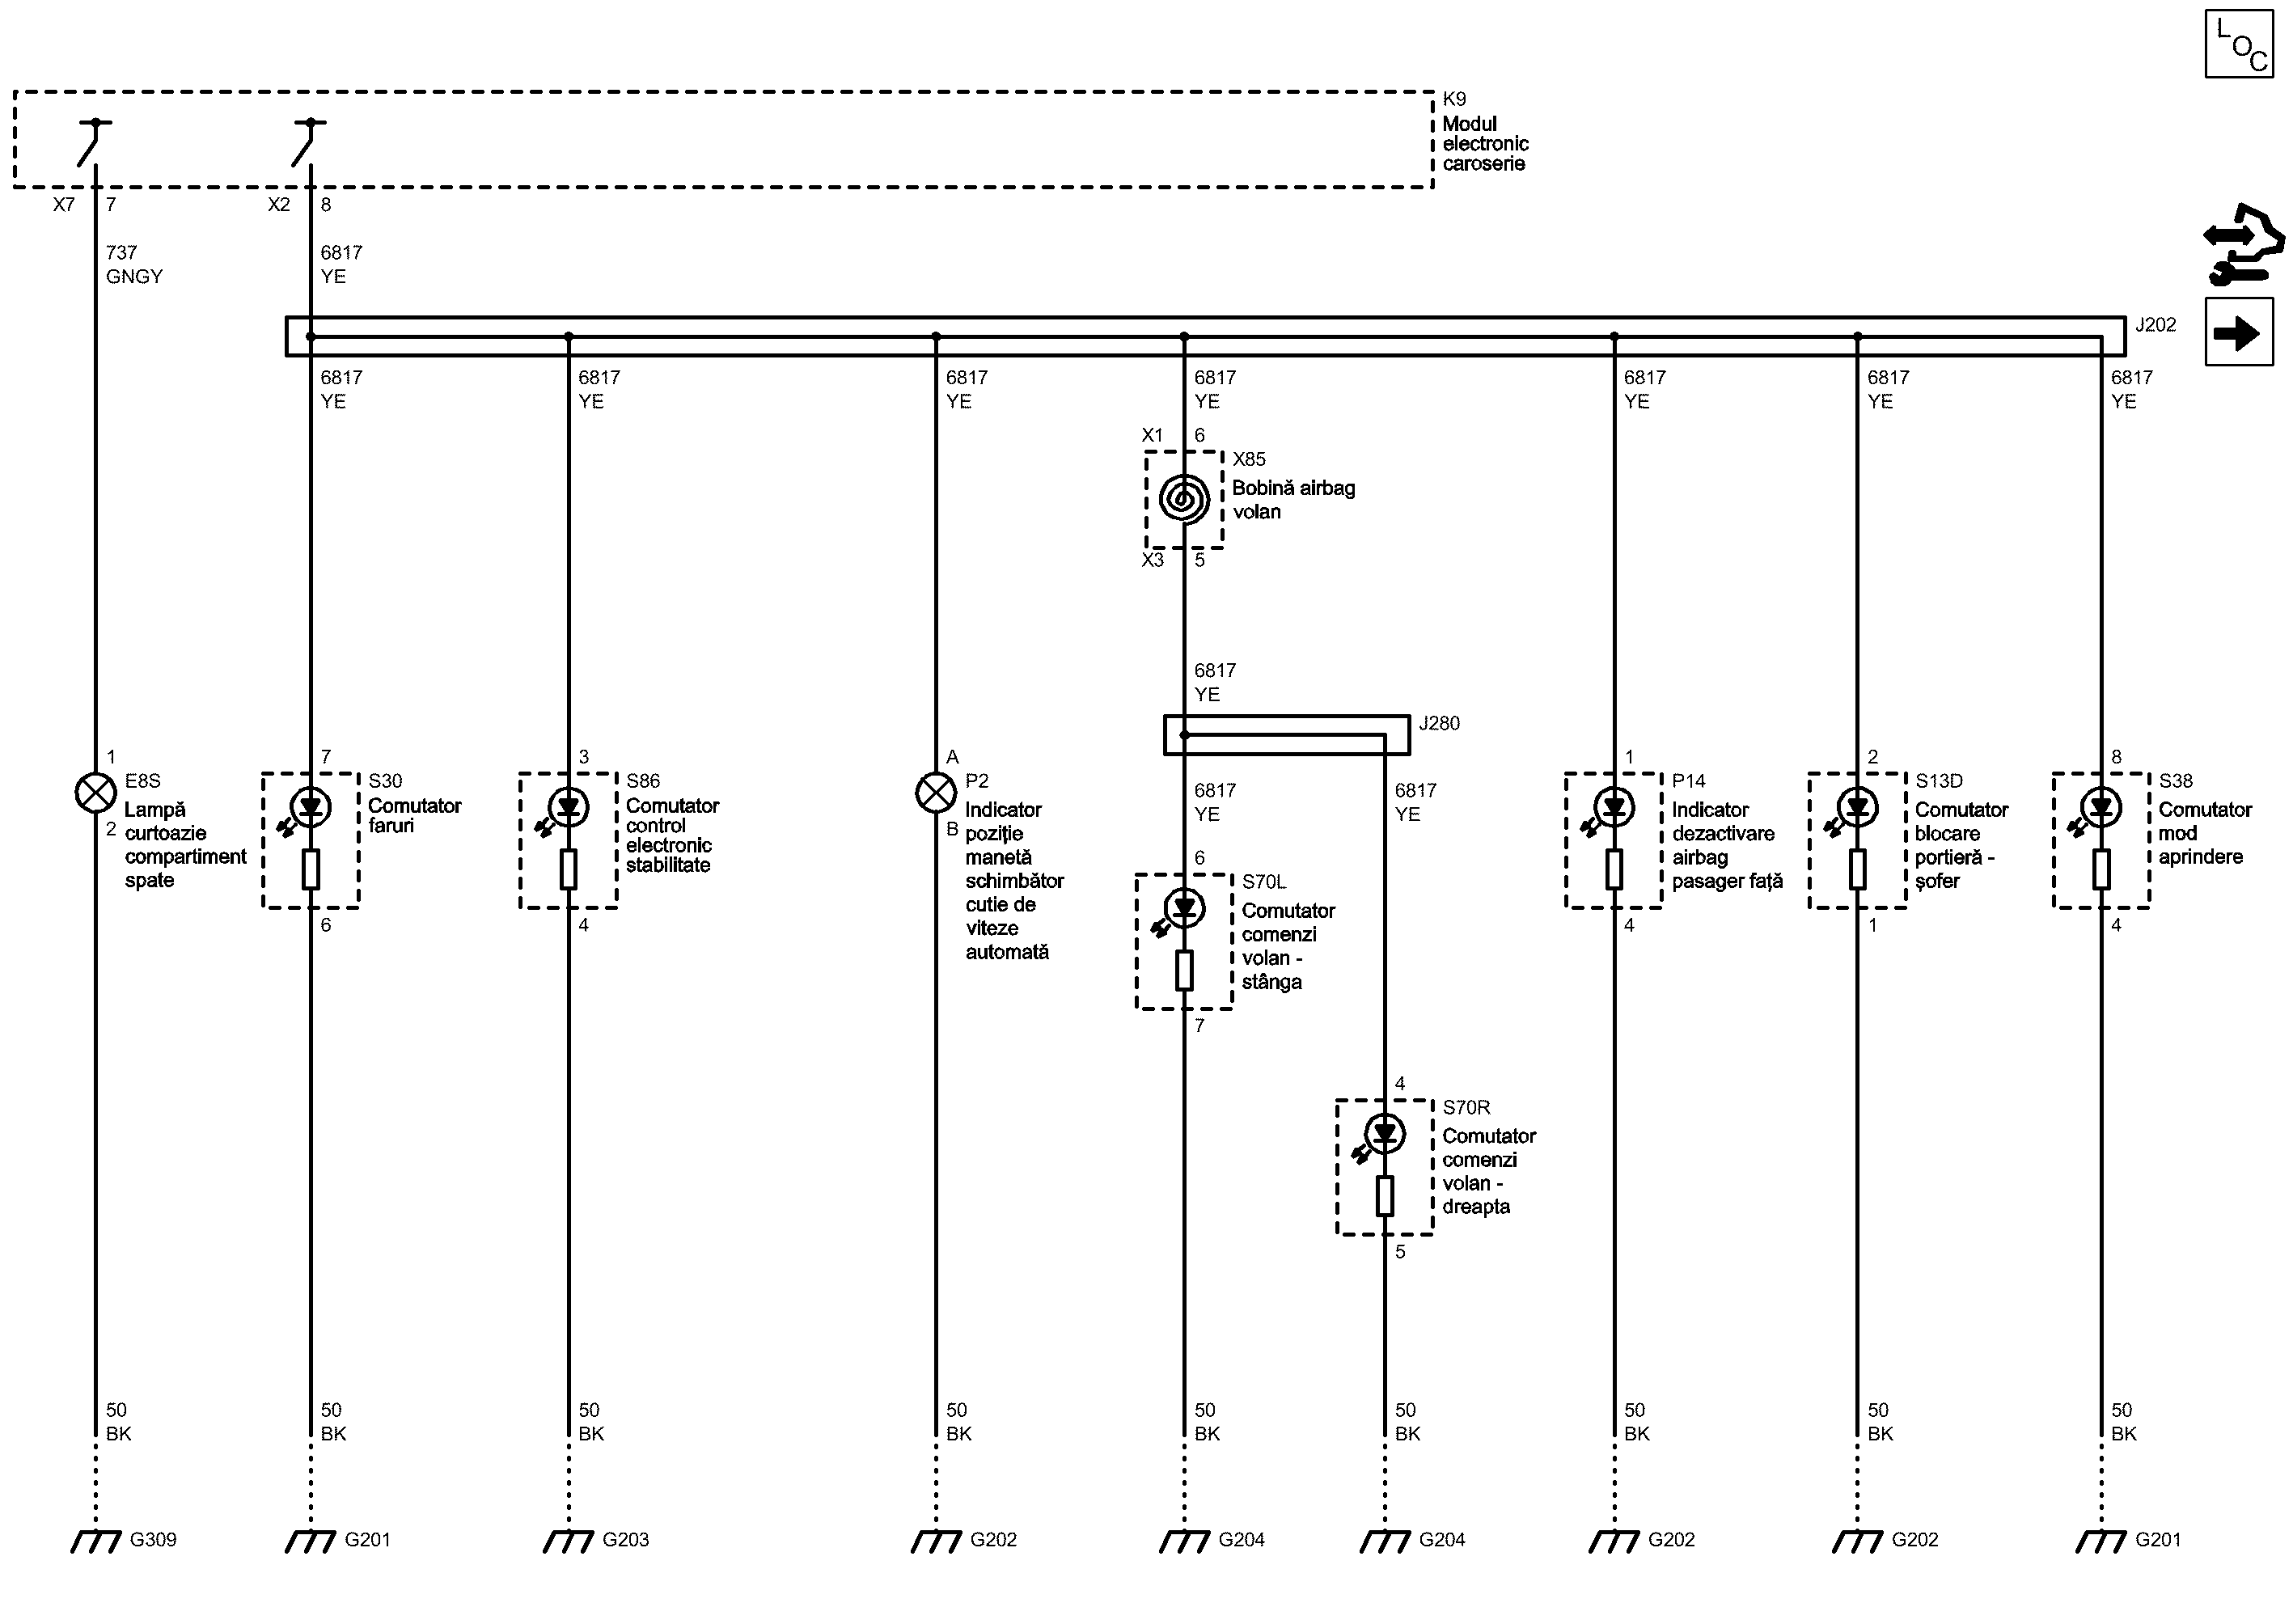 LOC
K9
Modul
electronic
caroserie
X7 7
X2 8
737
GNGY
6817
YE
J202
6817
YE
6817
YE
6817
YE
6817
YE
6817
YE
6817
YE
6817
YE
X1 6
X85
Bobină airbag
volan
X3 5
6817
YE
J280
1
E8S
Lampă
curtoazie
compartiment
spate
2
7
S30
Comutator
faruri
6
3
S86
Comutator
control
electronic
stabilitate
4
A
P2
Indicator
poziție
manetă
schimbător
cutie de
viteze
automată
B
6817
YE
6817
YE
6
S70L
Comutator
comenzi
volan -
stânga
7
4
S70R
Comutator
comenzi
volan -
dreapta
5
1
P14
Indicator
dezactivare
airbag
pasager față
4
2
S13D
Comutator
blocare
portieră -
șofer
1
8
S38
Comutator
mod
aprindere
4
50
BK
50
BK
50
BK
50
BK
50
BK
50
BK
50
BK
50
BK
50
BK
G309
G201
G203
G202
G204
G204
G202
G202
G201